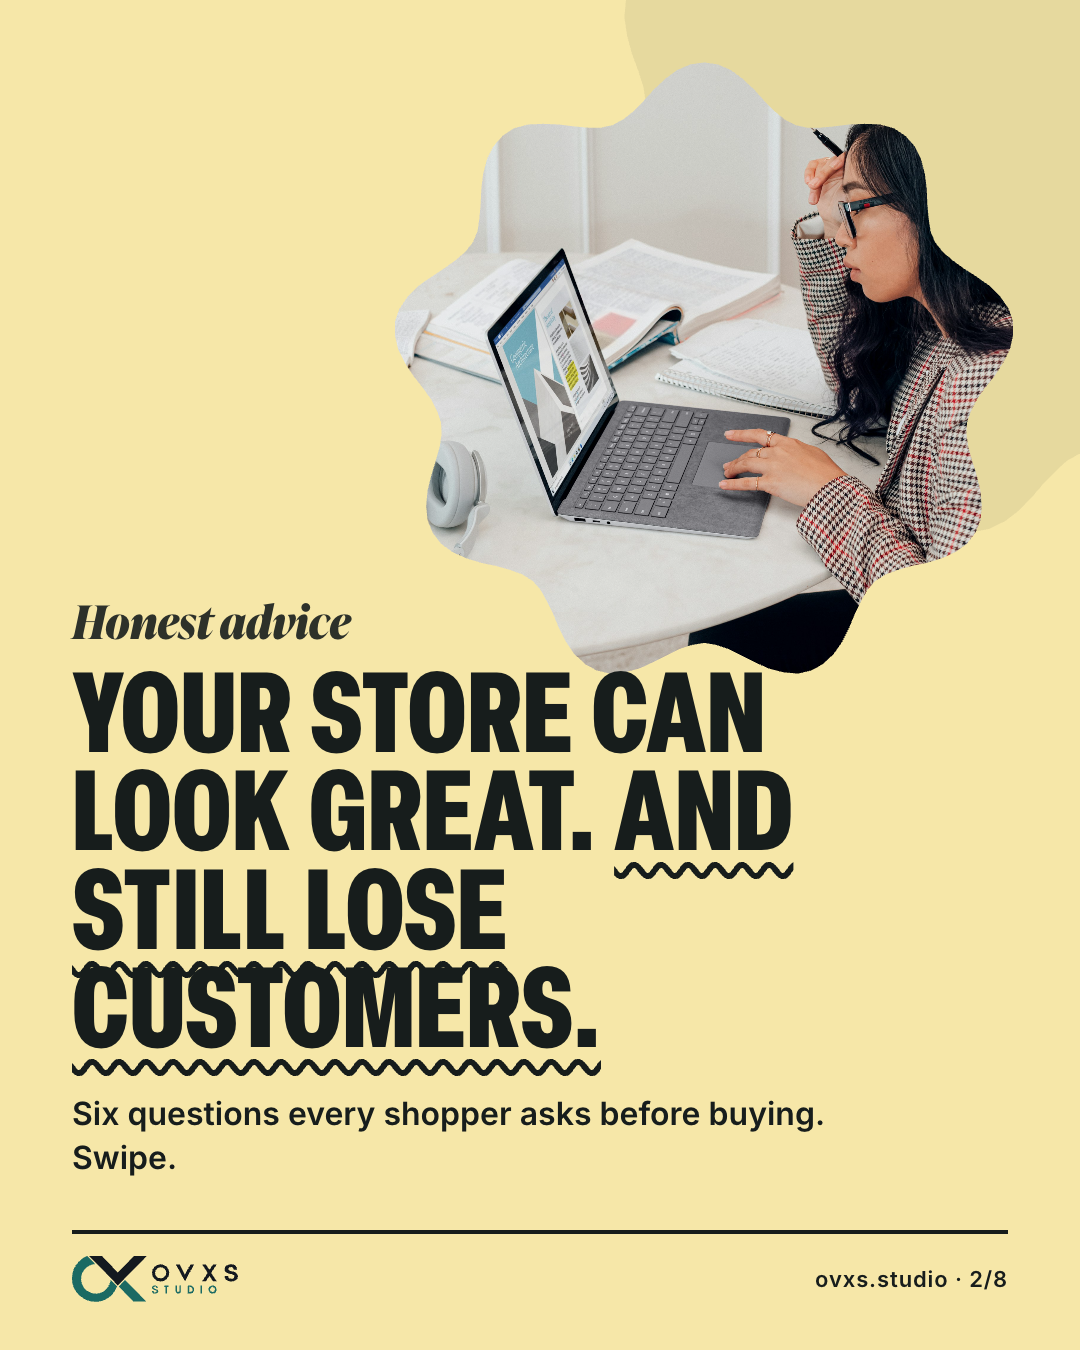 Honest advice
YOUR STORE CAN
LOOK GREAT. AND
STILL LOSE
CUSTOMERS.
Six questions every shopper asks before buying.
Swipe.
OVXS
STUDIO
ovxs.studio · 2/8